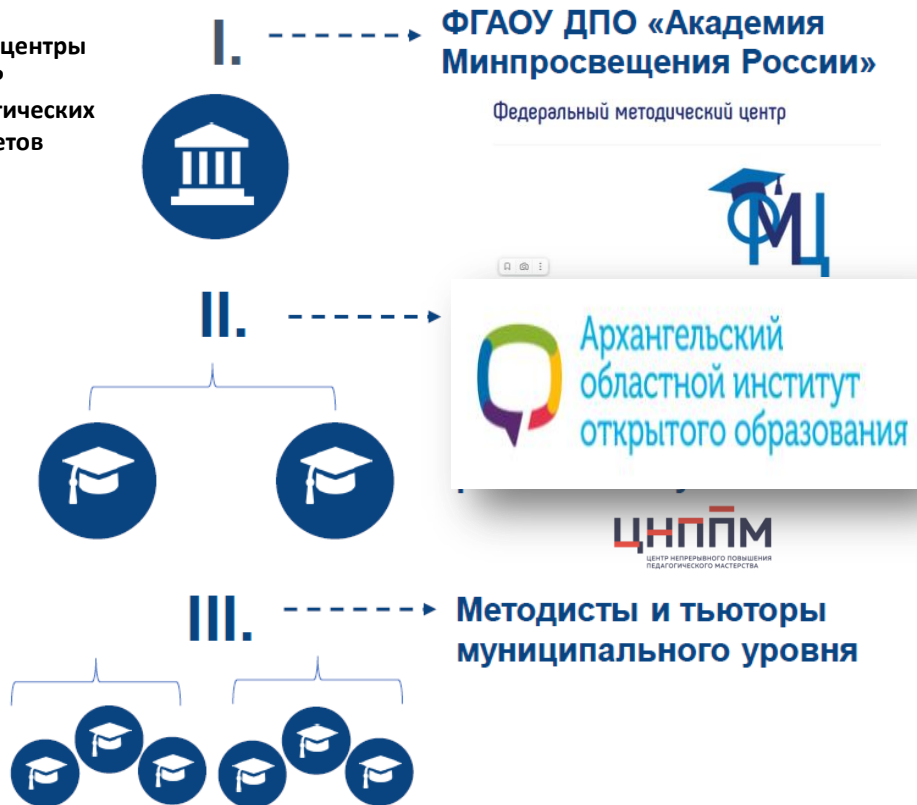 центры
тических
етов
I.
ФГАОУ ДПО «Академия
Минпросвещения России»
Федеральный методический центр
ФМЦ
II.
Архангельский
областной институт
открытого образования
ЦНППМ
ЦЕНТР НЕПРЕРЫВНОГО ПОВЫШЕНИЯ
ПЕДАГОГИЧЕСКОГО МАСТЕРСТВА
III.
Методисты и тьюторы
муниципального уровня